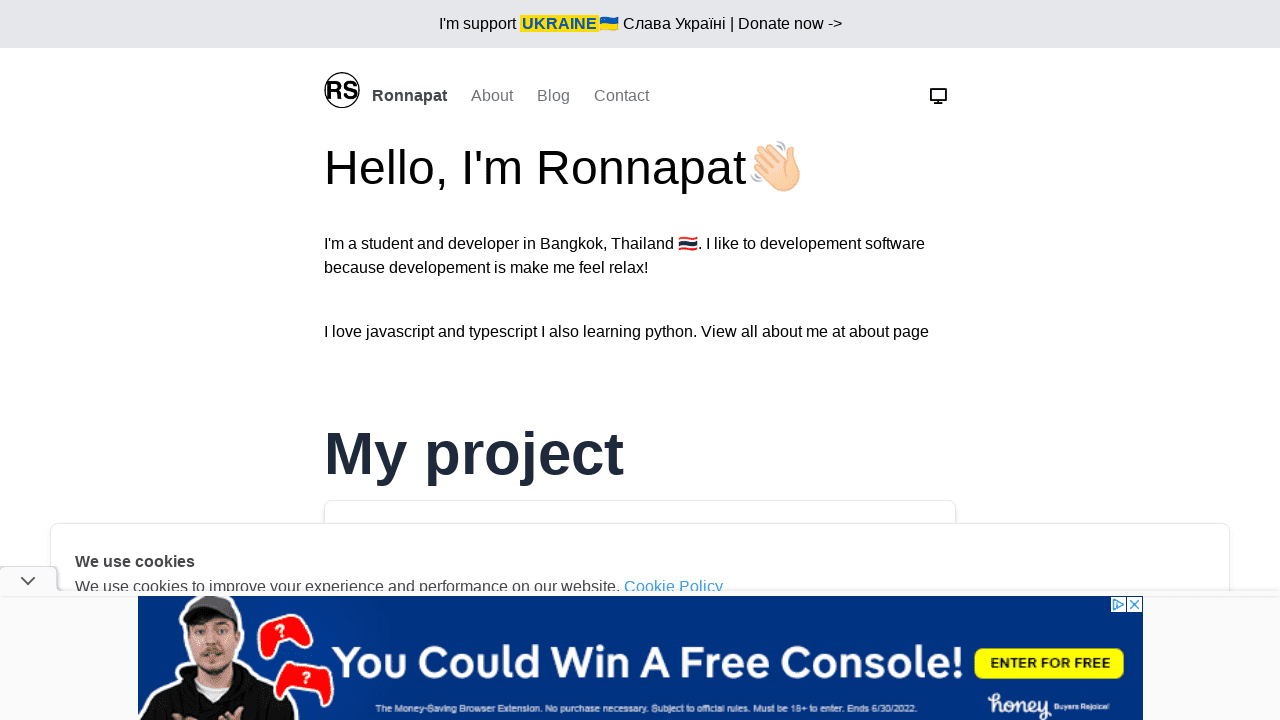 I'm support UKRAINE🇺🇦 Слава Україні | Donate now ->
RS Ronnapat About Blog Contact
Hello, I'm Ronnapat👋🏻
I'm a student and developer in Bangkok, Thailand 🇹🇭. I like to developement software
because developement is make me feel relax!
I love javascript and typescript I also learning python. View all about me at about page
My project
We use cookies
We use cookies to improve your experience and performance on our website. Cookie Policy
? ?
You Could Win A Free Console!
ENTER FOR FREE
The Money-Saving Browser Extension. No purchase necessary. Subject to official rules. Must be 18+ to enter. Ends 6/30/2022.
honey Buyers Rejoice!